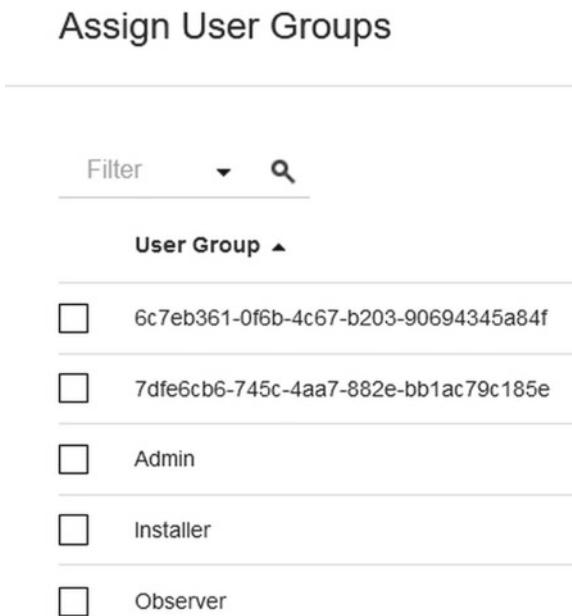 Assign User Groups
Filter
User Group
6c7eb361-0f6b-4c67-b203-90694345a84f
7dfe6cb6-745c-4aa7-882e-bb1ac79c185e
Admin
Installer
Observer